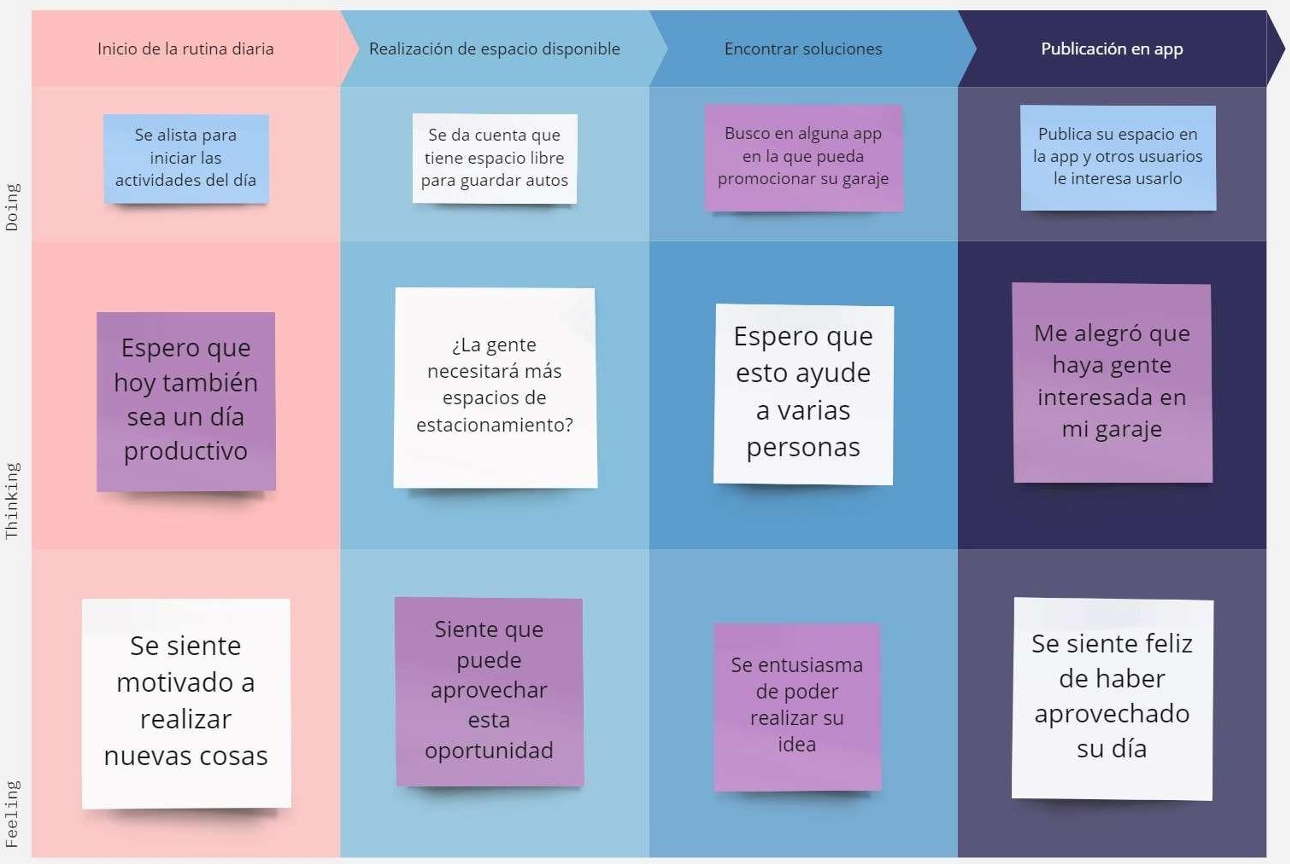 Inicio de la rutina diaria
Realización de espacio disponible
Encontrar soluciones
Publicación en app
Doing
Se alista para
iniciar las
actividades del día
Se da cuenta que
tiene espacio libre
para guardar autos
Busco en alguna app
en la que pueda
promocionar su garaje
Publica su espacio en
la app y otros usuarios
le interesa usarlo
Thinking
Espero que
hoy también
sea un día
productivo
¿La gente
necesitará más
espacios de
estacionamiento?
Espero que
esto ayude
a varias
personas
Me alegró que
haya gente
interesada en
mi garaje
Feeling
Se siente
motivado a
realizar
nuevas cosas
Siente que
puede
aprovechar
esta
oportunidad
Se entusiasma
de poder
realizar su
idea
Se siente feliz
de haber
aprovechado
su día